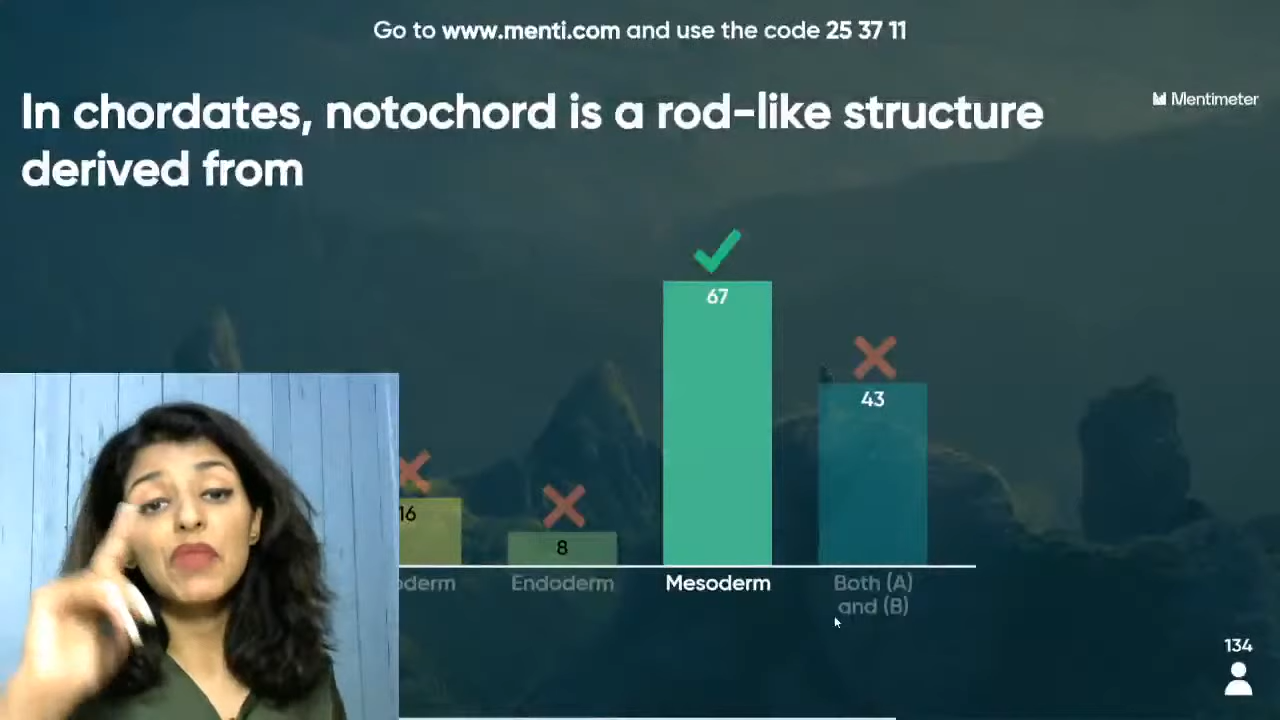 Go to www.menti.com and use the code 25 37 11
Mentimeter
In chordates, notochord is a rod-like structure
derived from
67
43
16
8
oderm
Endoderm
Mesoderm
Both (A)
and (B)
134